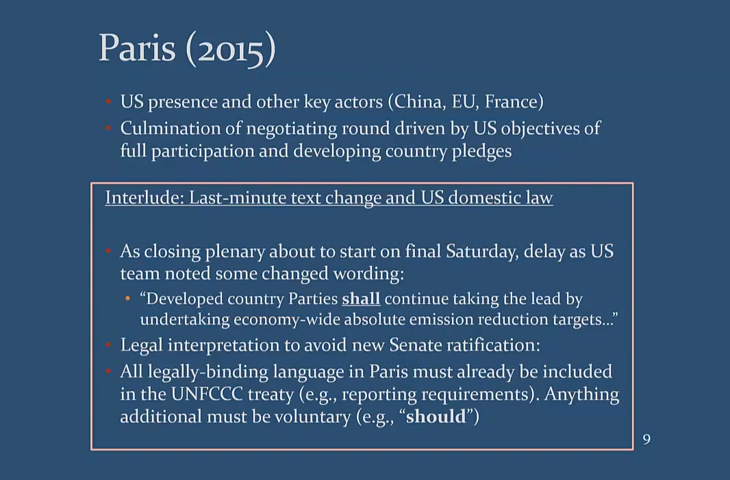 Paris (2015)
• US presence and other key actors (China, EU, France)
• Culmination of negotiating round driven by US objectives of
full participation and developing country pledges
Interlude: Last-minute text change and US domestic law
• As closing plenary about to start on final Saturday, delay as US
team noted some changed wording:
• “Developed country Parties shall continue taking the lead by
undertaking economy-wide absolute emission reduction targets…”
• Legal interpretation to avoid new Senate ratification:
• All legally-binding language in Paris must already be included
in the UNFCCC treaty (e.g., reporting requirements). Anything
additional must be voluntary (e.g., “should”)
9